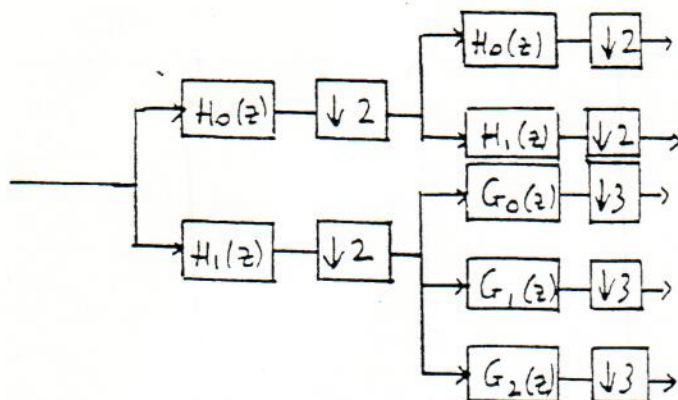 H₀(z) ↓2
H₀(z) ↓2
H₁(z) ↓2
G₀(z) ↓3
H₁(z) ↓2
G₁(z) ↓3
G₂(z) ↓3